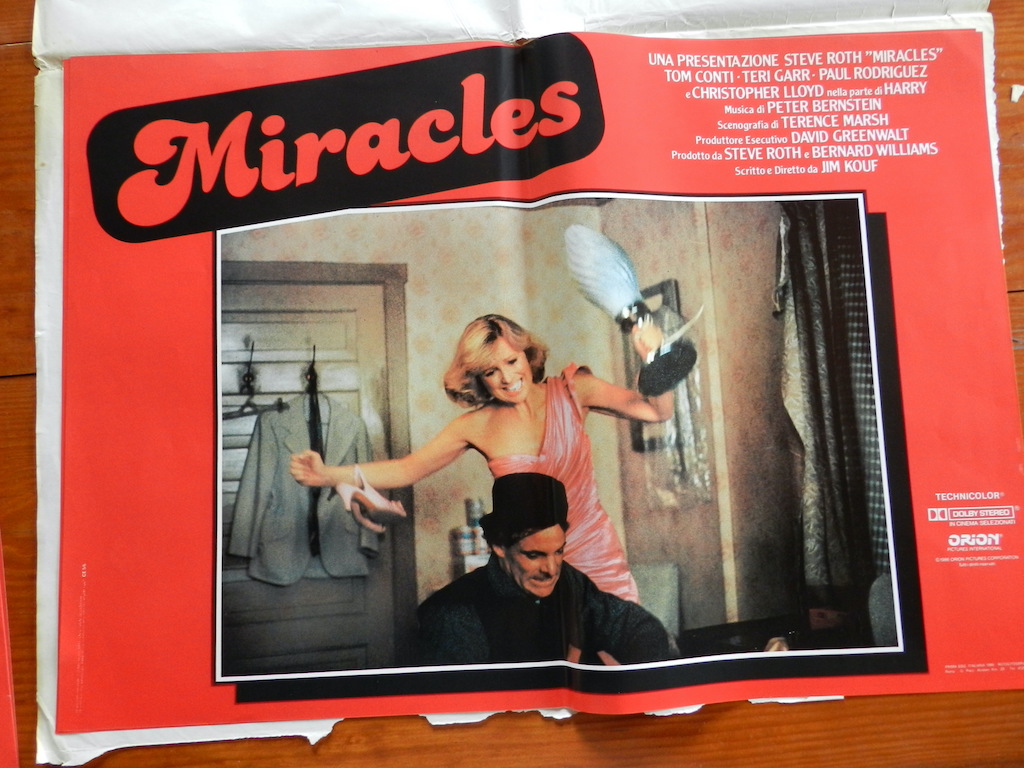 Miracles
UNA PRESENTAZIONE STEVE ROTH "MIRACLES"
TOM CONTI · TERI GARR · PAUL RODRIGUEZ
e CHRISTOPHER LLOYD nella parte di HARRY
Musica di PETER BERNSTEIN
Scenografia di TERENCE MARSH
Produttore Esecutivo DAVID GREENWALT
Prodotto da STEVE ROTH e BERNARD WILLIAMS
Scritto e Diretto da JIM KOUF
TECHNICOLOR®
DOLBY STEREO®
IN CINEMA SELEZIONATI
ORION®
PICTURES INTERNATIONAL